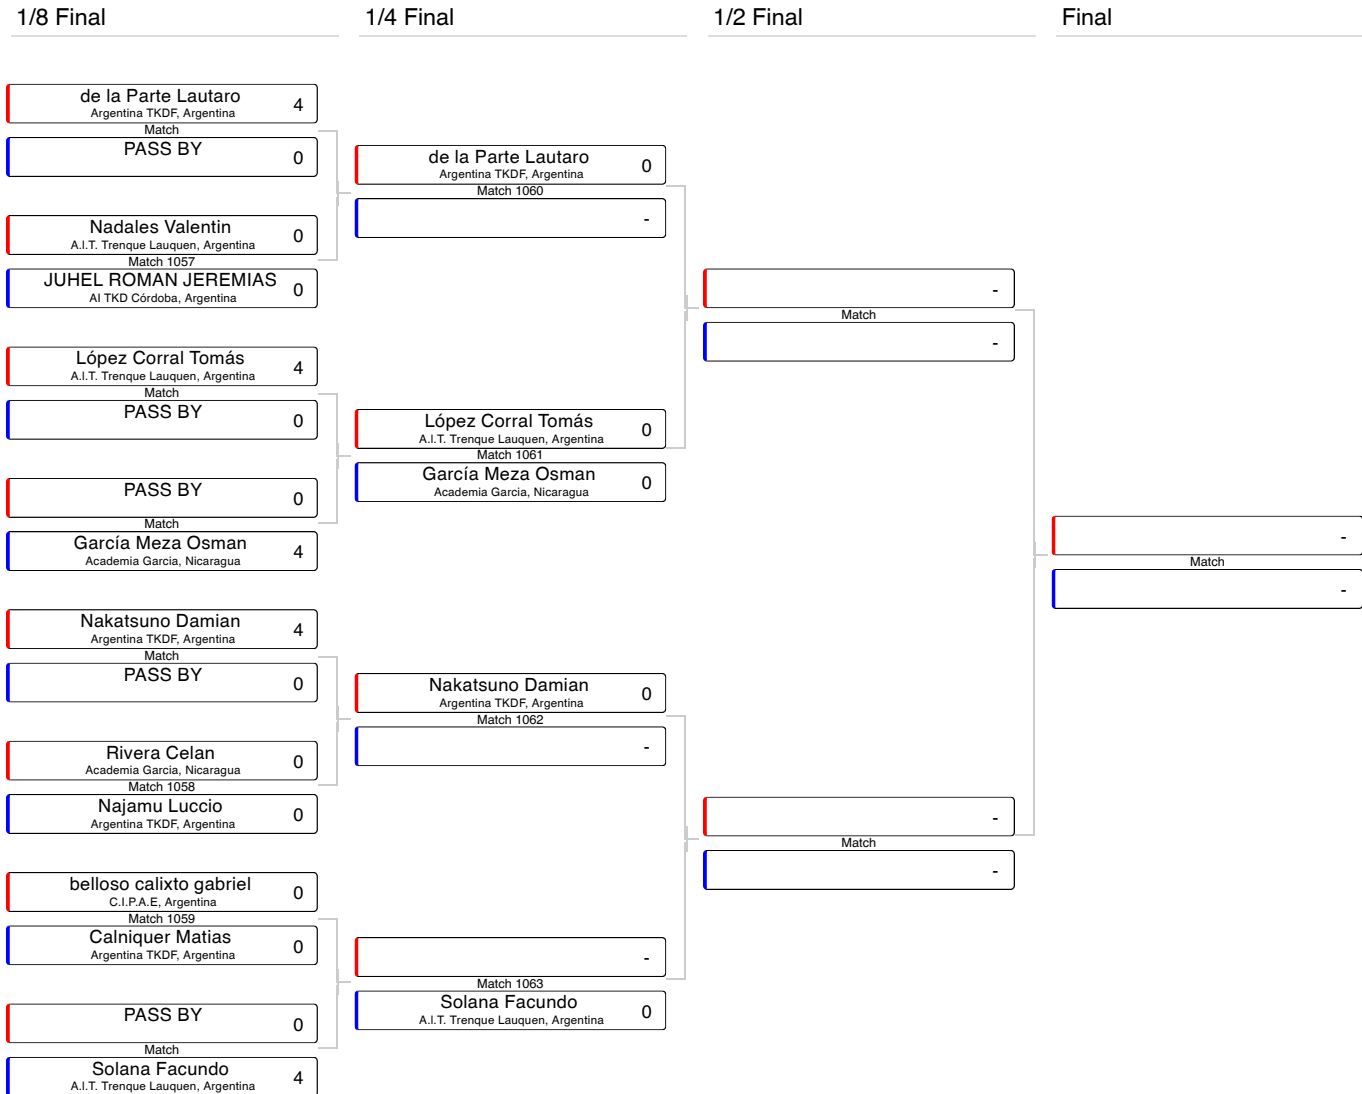 1/8 Final
1/4 Final
1/2 Final
Final
de la Parte Lautaro
Argentina TKDF, Argentina
4
Match
PASS BY
0
Nadales Valentin
A.I.T. Trenque Lauquen, Argentina
0
Match 1057
JUHEL ROMAN JEREMIAS
AI TKD Córdoba, Argentina
0
López Corral Tomás
A.I.T. Trenque Lauquen, Argentina
4
Match
PASS BY
0
PASS BY
0
Match
García Meza Osman
Academia Garcia, Nicaragua
4
Nakatsuno Damian
Argentina TKDF, Argentina
4
Match
PASS BY
0
Rivera Celan
Academia Garcia, Nicaragua
0
Match 1058
Najamu Luccio
Argentina TKDF, Argentina
0
belloso calixto gabriel
C.I.P.A.E, Argentina
0
Match 1059
Calniquer Matias
Argentina TKDF, Argentina
0
PASS BY
0
Match
Solana Facundo
A.I.T. Trenque Lauquen, Argentina
4
de la Parte Lautaro
Argentina TKDF, Argentina
0
Match 1060
-
López Corral Tomás
A.I.T. Trenque Lauquen, Argentina
0
Match 1061
García Meza Osman
Academia Garcia, Nicaragua
0
Nakatsuno Damian
Argentina TKDF, Argentina
0
Match 1062
-
-
Match 1063
Solana Facundo
A.I.T. Trenque Lauquen, Argentina
0
-
Match
-
-
Match
-
-
Match
-